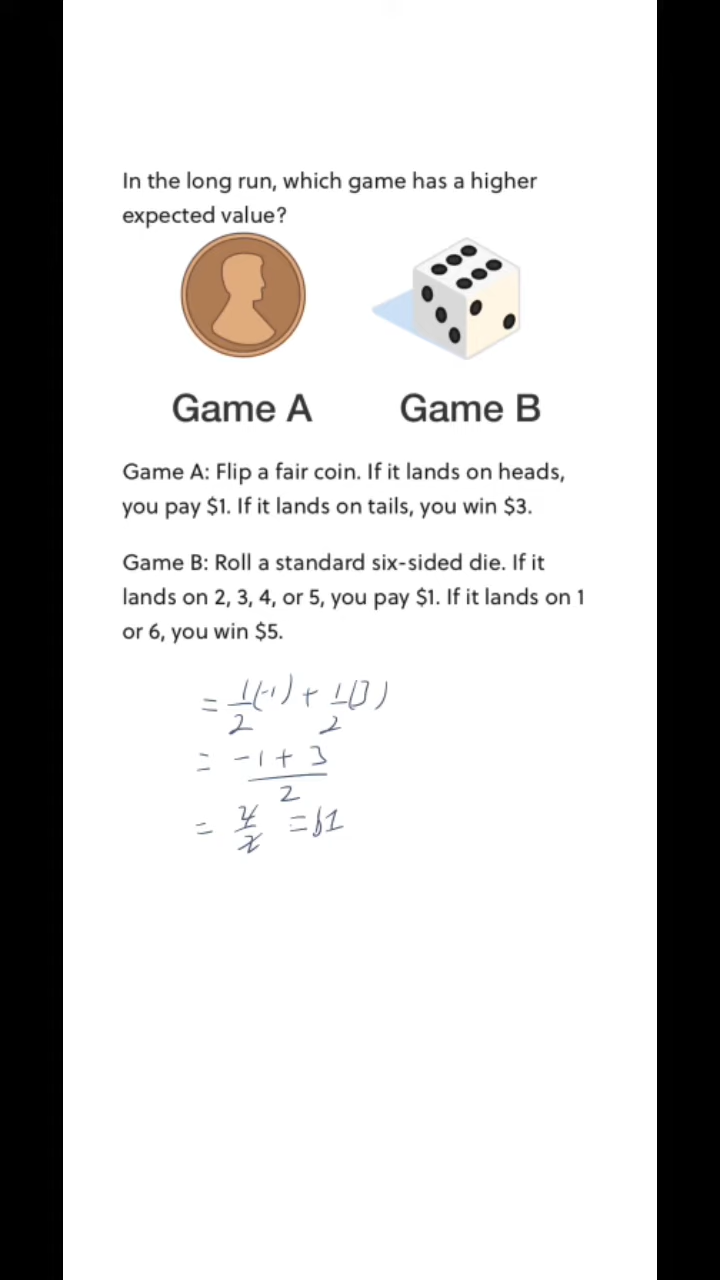 In the long run, which game has a higher
expected value?
Game A
Game B
Game A: Flip a fair coin. If it lands on heads,
you pay $1. If it lands on tails, you win $3.
Game B: Roll a standard six-sided die. If it
lands on 2, 3, 4, or 5, you pay $1. If it lands on 1
or 6, you win $5.
= 1/2(-1) + 1/2(3)
= -1 + 3 / 2
= 2/2 = $1